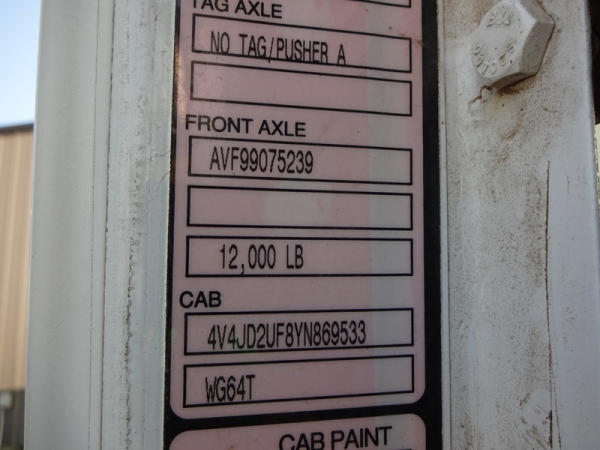 TAG AXLE
NO TAG/PUSHER A
FRONT AXLE
AVF99075239
12,000 LB
CAB
4V4JD2UF8YN869533
WG64T
CAB PAINT